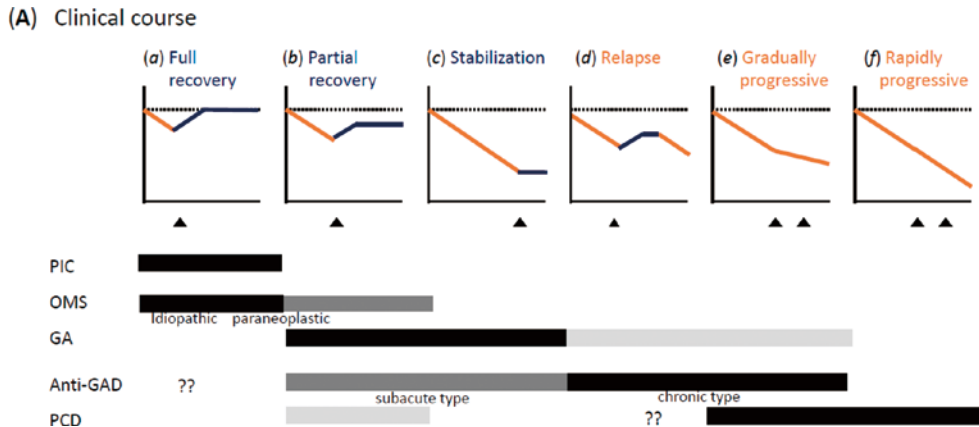 (A) Clinical course
(a) Full recovery
(b) Partial recovery
(c) Stabilization
(d) Relapse
(e) Gradually progressive
(f) Rapidly progressive
PIC
OMS
Idiopathic paraneoplastic
GA
Anti-GAD ??
subacute type chronic type
PCD ??